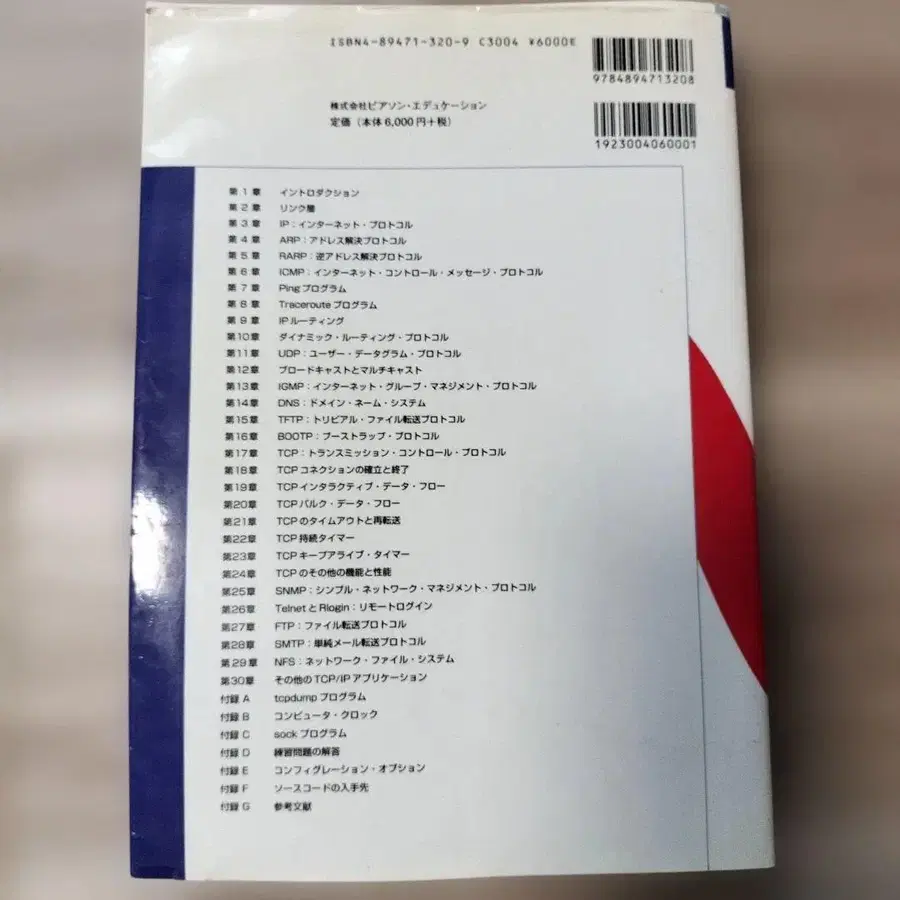 ISBN4-89471-320-9 C3004 ¥6000E
9784894713208
株式会社ピアソン・エデュケーション
定価（本体6,000円＋税）
1923004060001
第1章 イントロダクション
第2章 リンク層
第3章 IP：インターネット・プロトコル
第4章 ARP：アドレス解決プロトコル
第5章 RARP：逆アドレス解決プロトコル
第6章 ICMP：インターネット・コントロール・メッセージ・プロトコル
第7章 Pingプログラム
第8章 Tracerouteプログラム
第9章 IPルーティング
第10章 ダイナミック・ルーティング・プロトコル
第11章 UDP：ユーザー・データグラム・プロトコル
第12章 ブロードキャストとマルチキャスト
第13章 IGMP：インターネット・グループ・マネジメント・プロトコル
第14章 DNS：ドメイン・ネーム・システム
第15章 TFTP：トリビアル・ファイル転送プロトコル
第16章 BOOTP：ブーストラップ・プロトコル
第17章 TCP：トランスミッション・コントロール・プロトコル
第18章 TCPコネクションの確立と終了
第19章 TCPインタラクティブ・データ・フロー
第20章 TCPバルク・データ・フロー
第21章 TCPのタイムアウトと再転送
第22章 TCP持続タイマー
第23章 TCPキープアライブ・タイマー
第24章 TCPのその他の機能と性能
第25章 SNMP：シンプル・ネットワーク・マネジメント・プロトコル
第26章 TelnetとRlogin：リモートログイン
第27章 FTP：ファイル転送プロトコル
第28章 SMTP：単純メール転送プロトコル
第29章 NFS：ネットワーク・ファイル・システム
第30章 その他のTCP/IPアプリケーション
付録A tcpdumpプログラム
付録B コンピュータ・クロック
付録C sockプログラム
付録D 練習問題の解答
付録E コンフィグレーション・オプション
付録F ソースコードの入手先
付録G 参考文献